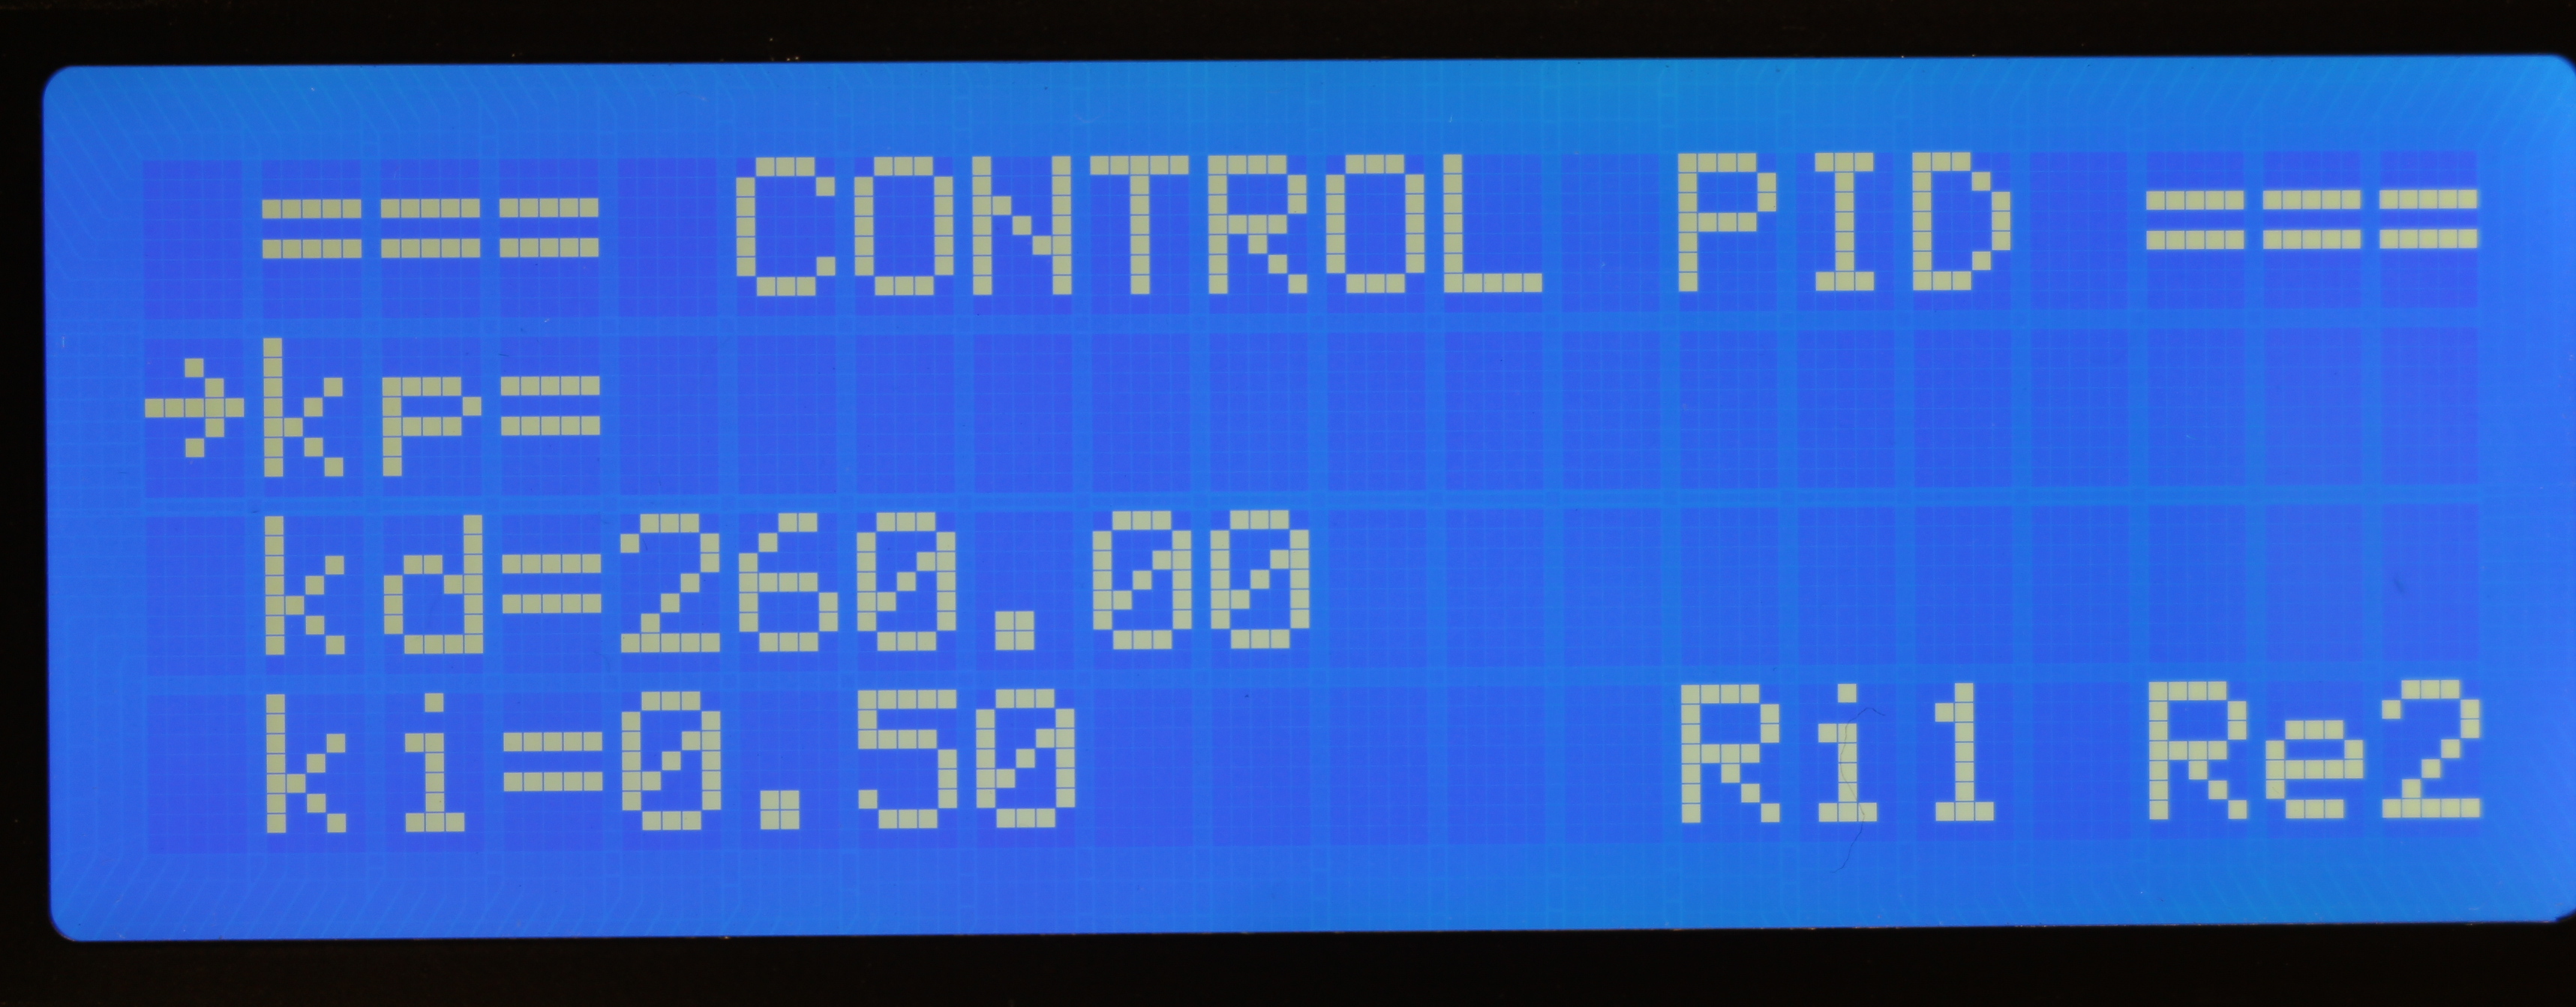 === CONTROL PID ===
→kp=
kd=260.00
ki=0.50 Ri1 Re2